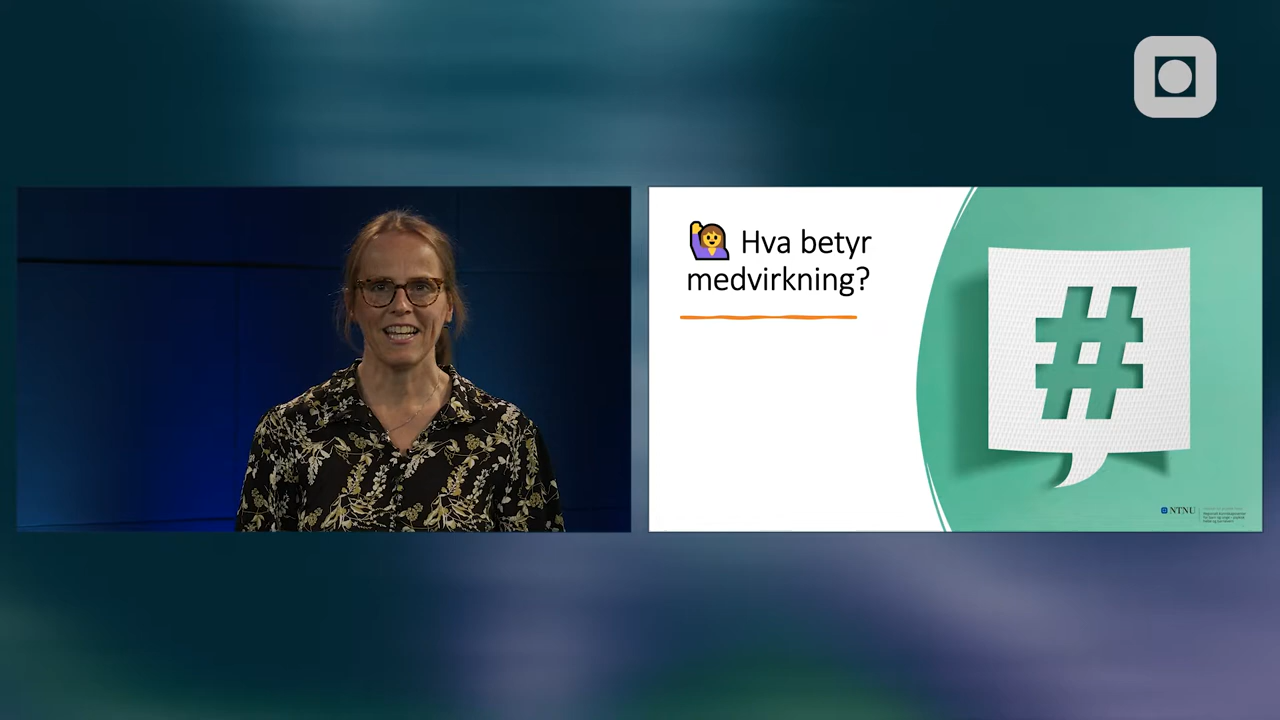 🙋‍♀️ Hva betyr
medvirkning?
NTNU